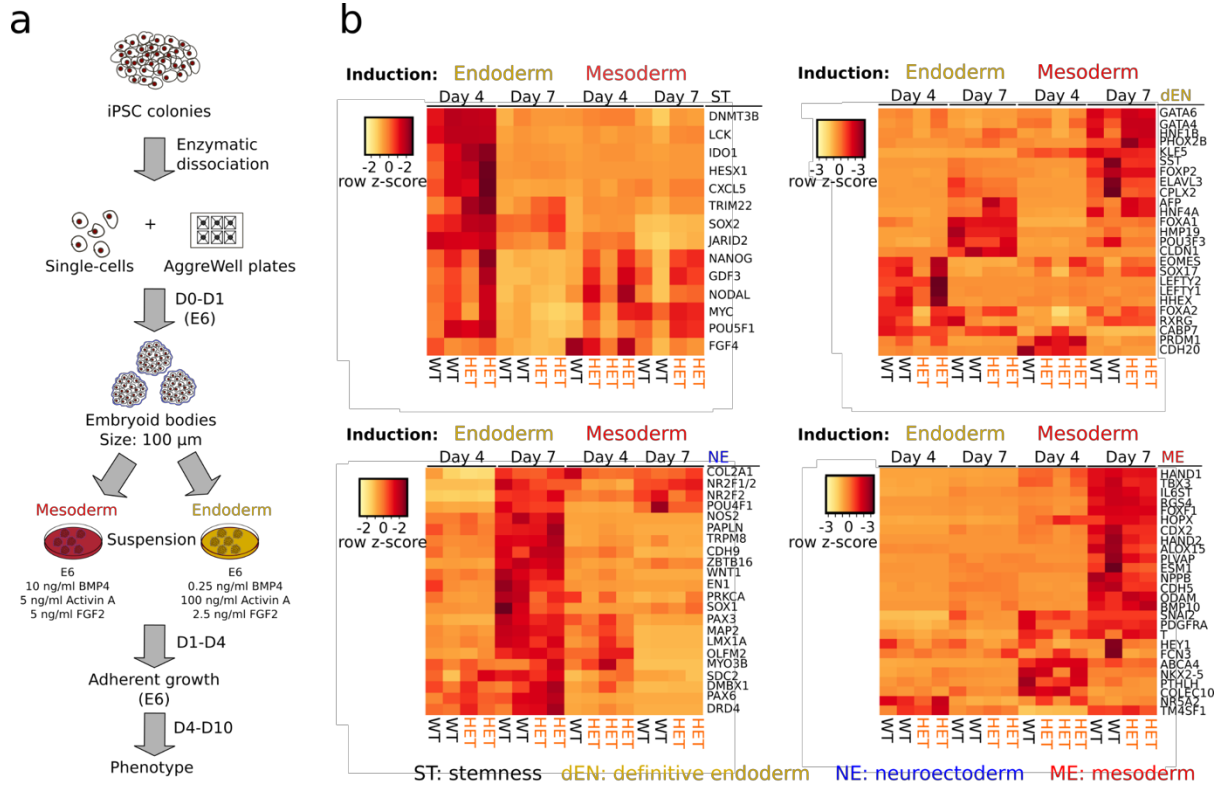 a
iPSC colonies
Enzymatic
dissociation
+
Single-cells
AggreWell plates
D0-D1
(E6)
Embryoid bodies
Size: 100 µm
Mesoderm
Endoderm
Suspension
E6
10 ng/ml BMP4
5 ng/ml Activin A
5 ng/ml FGF2
E6
0.25 ng/ml BMP4
100 ng/ml Activin A
2.5 ng/ml FGF2
D1-D4
Adherent growth
(E6)
D4-D10
Phenotype
b
Induction: Endoderm Mesoderm
Day 4 Day 7 Day 4 Day 7 ST
-2 0 -2
row z-score
DNMT3B
LCK
IDO1
HESX1
CXCL5
TRIM22
SOX2
JARID2
NANOG
GDF3
NODAL
MYC
POU5F1
FGF4
WT WT HET HET WT WT HET HET WT HET HET HET WT WT HET HET
Induction: Endoderm Mesoderm
Day 4 Day 7 Day 4 Day 7 dEN
-3 0 -3
row z-score
GATA6
GATA4
HNF1B
PHOX2B
KLF5
SST
FOXP2
ELAVL3
CPLX2
AFP
HNF4A
FOXA1
HMP19
POU3F3
CLDN1
EOMES
SOX17
LEFTY2
LEFTY1
HHEX
FOXA2
RXRG
CABP7
PRDM1
CDH20
WT WT HET HET WT WT HET HET WT HET HET HET WT WT HET HET
Induction: Endoderm Mesoderm
Day 4 Day 7 Day 4 Day 7 NE
-2 0 -2
row z-score
COL2A1
NR2F1/2
NR2F2
POU4F1
NOS2
PAPLN
TRPM8
CDH9
ZBTB16
WNT1
EN1
PRKCA
SOX1
PAX3
MAP2
LMX1A
OLFM2
MYO3B
SDC2
DMBX1
PAX6
DRD4
WT WT HET HET WT WT HET HET WT HET HET HET WT WT HET HET
Induction: Endoderm Mesoderm
Day 4 Day 7 Day 4 Day 7 ME
-3 0 3
row z-score
HAND1
TBX3
IL6ST
RGS4
FOXF1
HOPX
CDX2
HAND2
ALOX15
PLVAP
ESM1
NPPB
CDH5
ODAM
BMP10
SNAI2
PDGFRA
T
HEY1
FCN3
ABCA4
NKX2-5
PTHLH
COLEC10
NR5A2
TM4SF1
WT WT HET HET WT WT HET HET WT HET HET HET WT WT HET HET
ST: stemness dEN: definitive endoderm NE: neuroectoderm ME: mesoderm